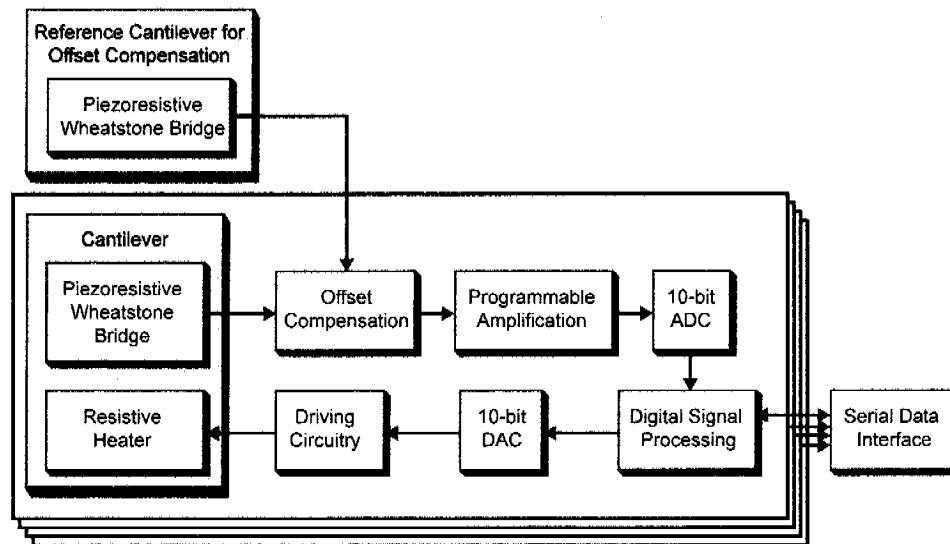 Reference Cantilever for
Offset Compensation
Piezoresistive
Wheatstone Bridge
Cantilever
Piezoresistive
Wheatstone
Bridge
Offset
Compensation
Programmable
Amplification
10-bit
ADC
Resistive
Heater
Driving
Circuitry
10-bit
DAC
Digital Signal
Processing
Serial Data
Interface